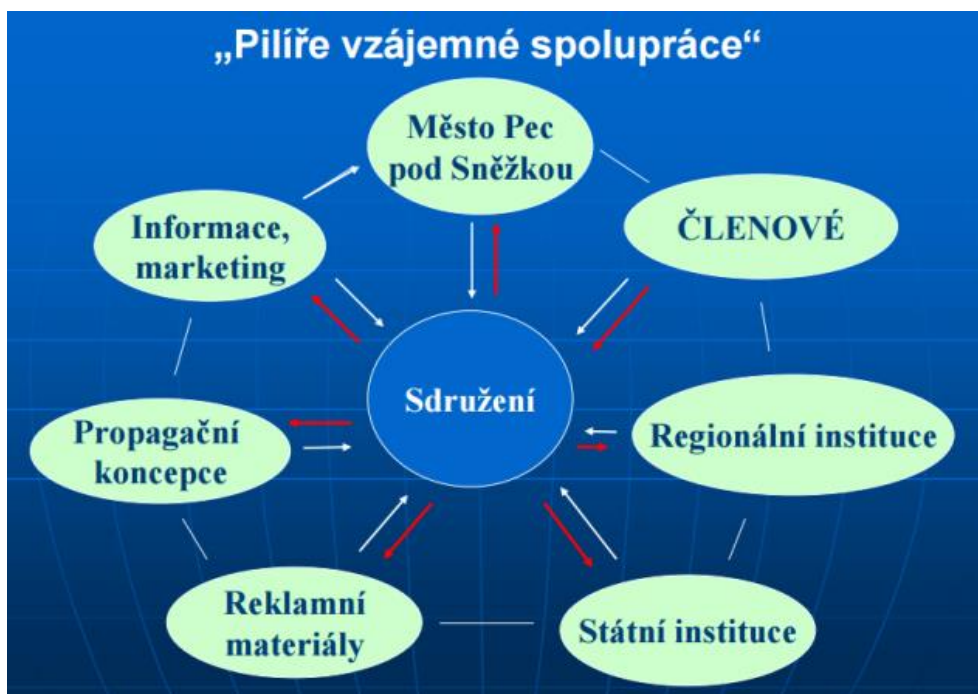 „Pilíře vzájemné spolupráce“
Město Pec
pod Sněžkou
Informace,
marketing
ČLENOVÉ
Sdružení
Propagační
koncepce
Regionální instituce
Reklamní
materiály
Státní instituce